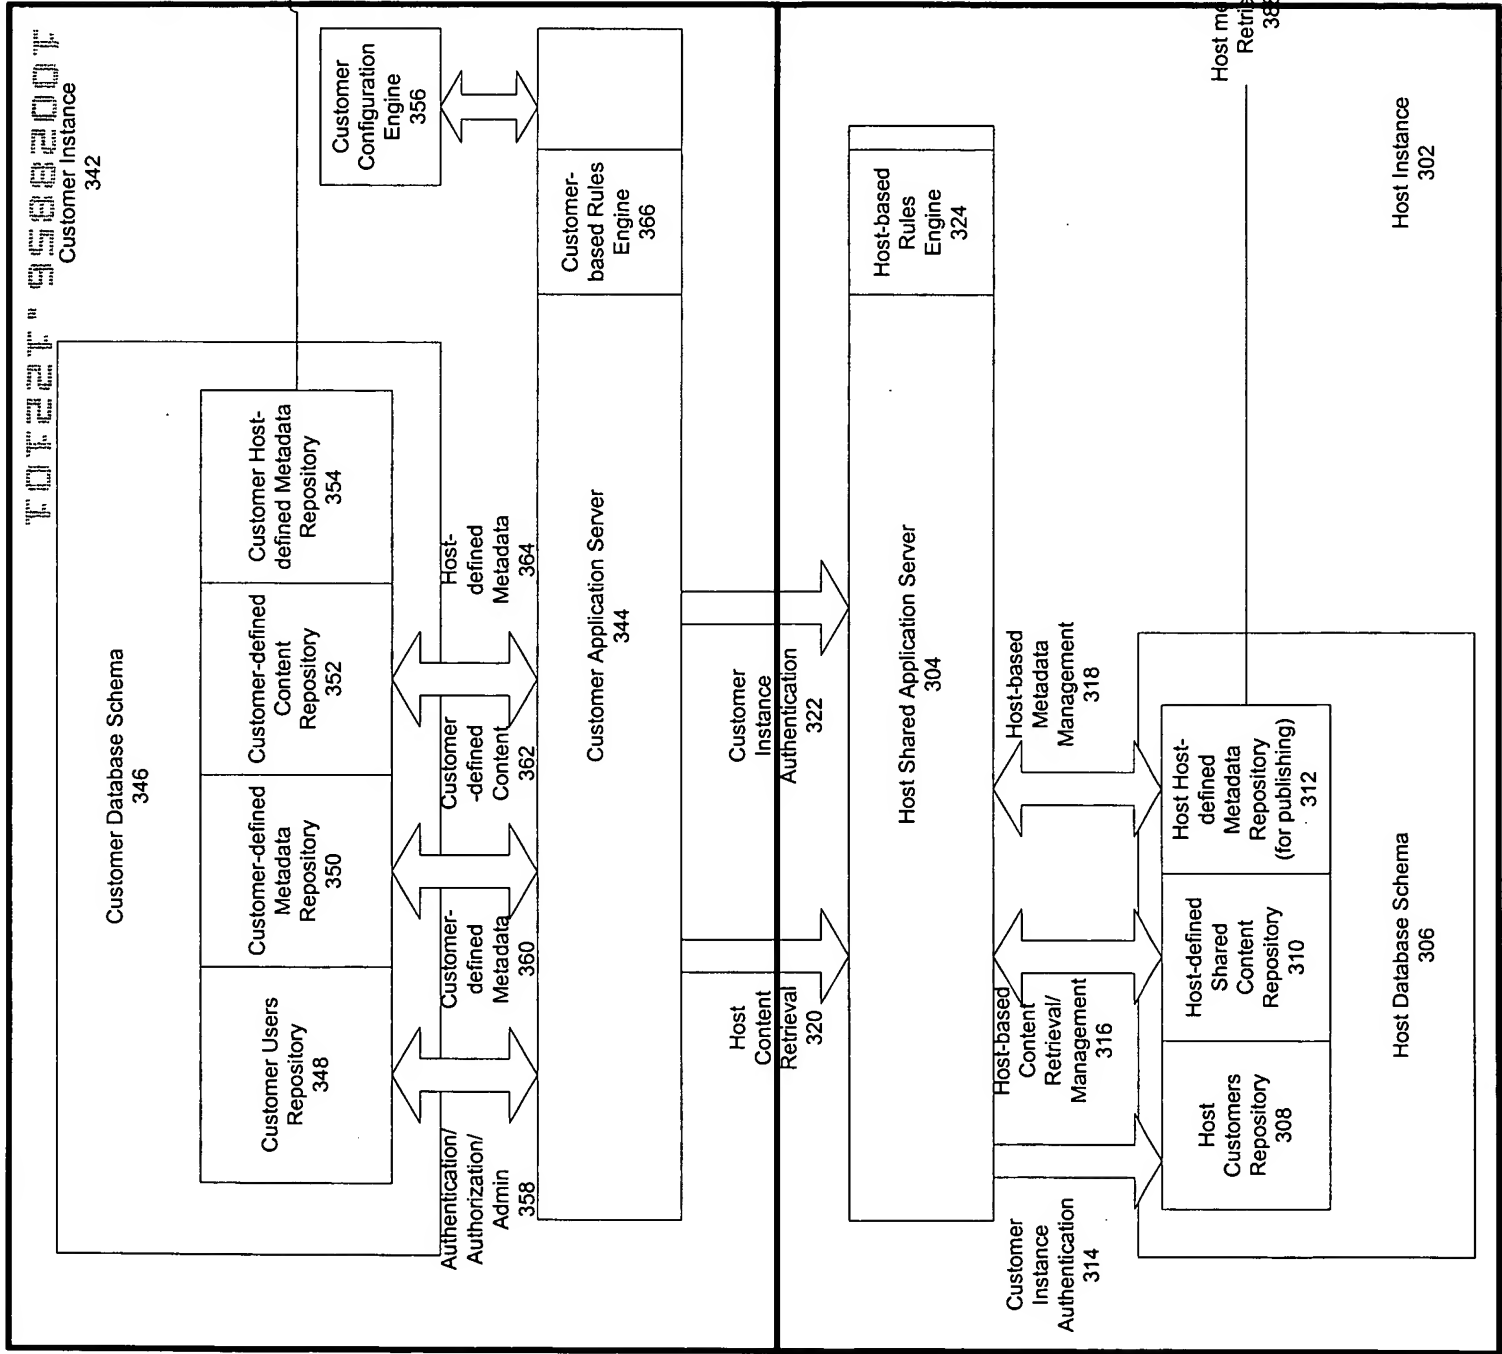 10028856 . 122101
Customer Instance
342
Customer Database Schema
346
Customer Users
Repository
348
Customer-defined
Metadata
Repository
350
Customer-defined
Content
Repository
352
Customer Host-
defined Metadata
Repository
354
Customer
Configuration
Engine
356
Authentication/
Authorization/
Admin
358
Customer-
defined
Metadata
360
Customer
-defined
Content
362
Host-
defined
Metadata
364
Customer Application Server
344
Customer-
based Rules
Engine
366
Host
Content
Retrieval
320
Customer
Instance
Authentication
322
Host Shared Application Server
304
Host-based
Rules
Engine
324
Customer
Instance
Authentication
314
Host-based
Content
Retrieval/
Management
316
Host-based
Metadata
Management
318
Host
Customers
Repository
308
Host-defined
Shared
Content
Repository
310
Host Host-
defined
Metadata
Repository
(for publishing)
312
Host Database Schema
306
Host
Host Instance
302